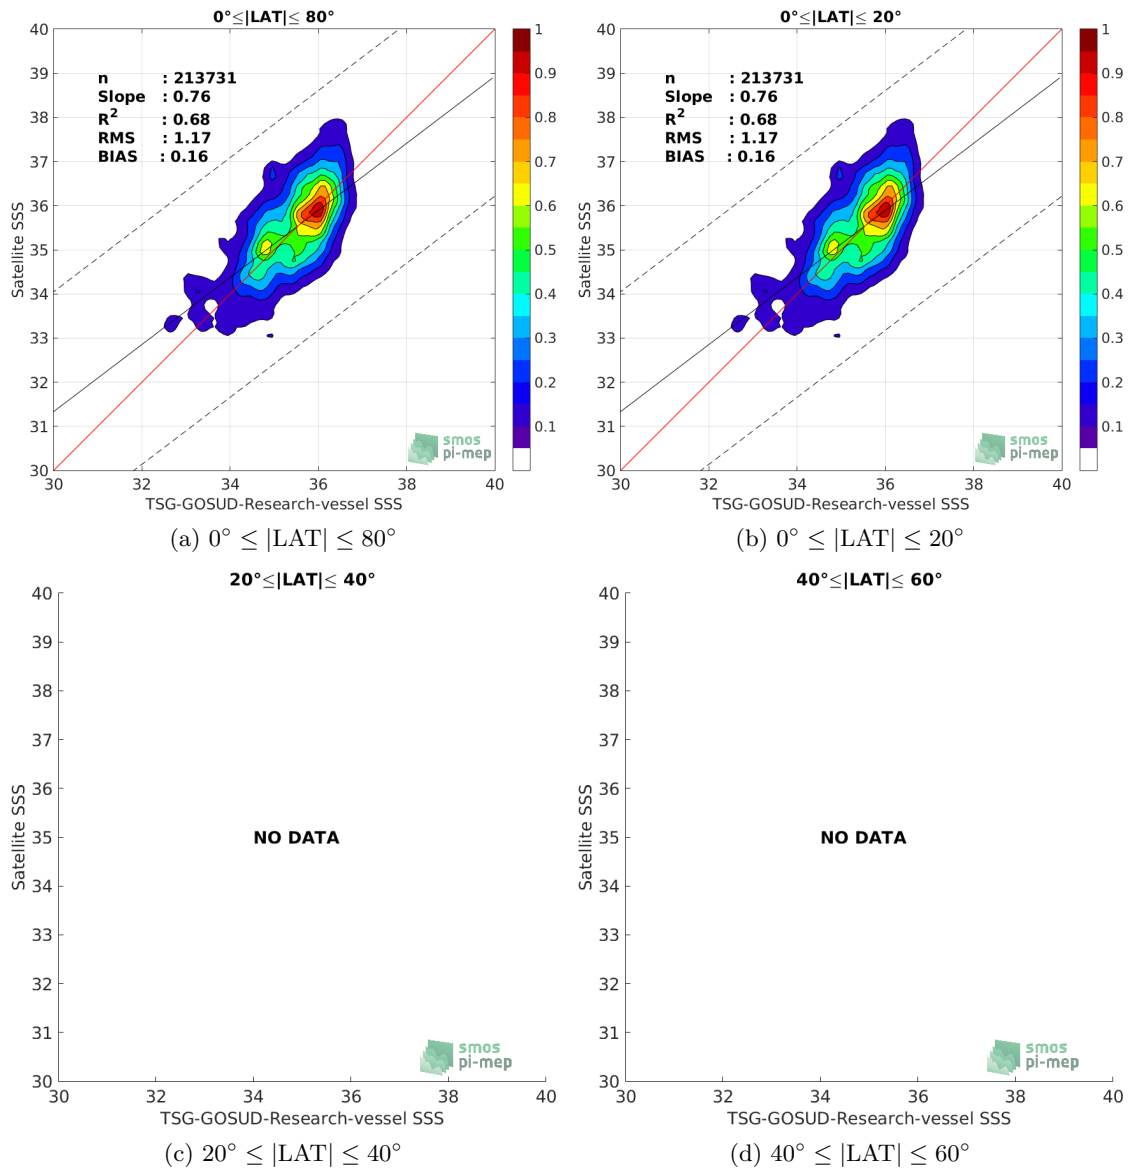 0°≤|LAT|≤ 80°
40
39
38
37
36
35
34
33
32
31
30
Satellite SSS
n : 213731
Slope : 0.76
R² : 0.68
RMS : 1.17
BIAS : 0.16
1
0.9
0.8
0.7
0.6
0.5
0.4
0.3
0.2
0.1
smos
pi-mep
30 32 34 36 38 40
TSG-GOSUD-Research-vessel SSS
(a) 0° ≤ |LAT| ≤ 80°
0°≤|LAT|≤ 20°
40
39
38
37
36
35
34
33
32
31
30
Satellite SSS
n : 213731
Slope : 0.76
R² : 0.68
RMS : 1.17
BIAS : 0.16
1
0.9
0.8
0.7
0.6
0.5
0.4
0.3
0.2
0.1
smos
pi-mep
30 32 34 36 38 40
TSG-GOSUD-Research-vessel SSS
(b) 0° ≤ |LAT| ≤ 20°
20°≤|LAT|≤ 40°
40
39
38
37
36
35
34
33
32
31
30
Satellite SSS
NO DATA
smos
pi-mep
30 32 34 36 38 40
TSG-GOSUD-Research-vessel SSS
(c) 20° ≤ |LAT| ≤ 40°
40°≤|LAT|≤ 60°
40
39
38
37
36
35
34
33
32
31
30
Satellite SSS
NO DATA
smos
pi-mep
30 32 34 36 38 40
TSG-GOSUD-Research-vessel SSS
(d) 40° ≤ |LAT| ≤ 60°